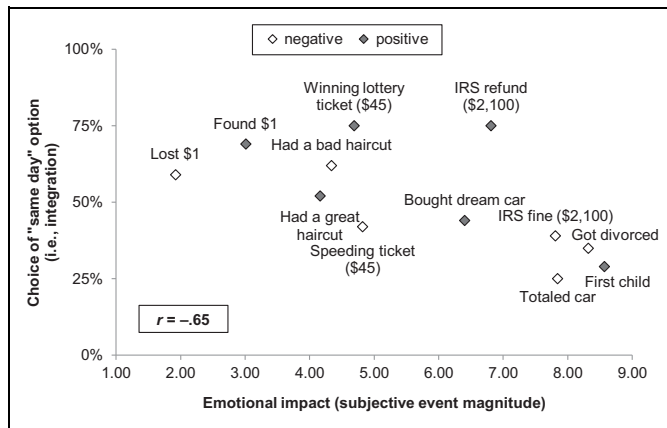 negative
positive
100%
75%
50%
25%
0%
Choice of "same day" option
(i.e., integration)
Winning lottery
ticket ($45)
IRS refund
($2,100)
Found $1
Had a bad haircut
Lost $1
Bought dream car
IRS fine ($2,100)
Had a great
haircut
Got divorced
Speeding ticket
($45)
First child
Totaled car
r = –.65
1.00
2.00
3.00
4.00
5.00
6.00
7.00
8.00
9.00
Emotional impact (subjective event magnitude)